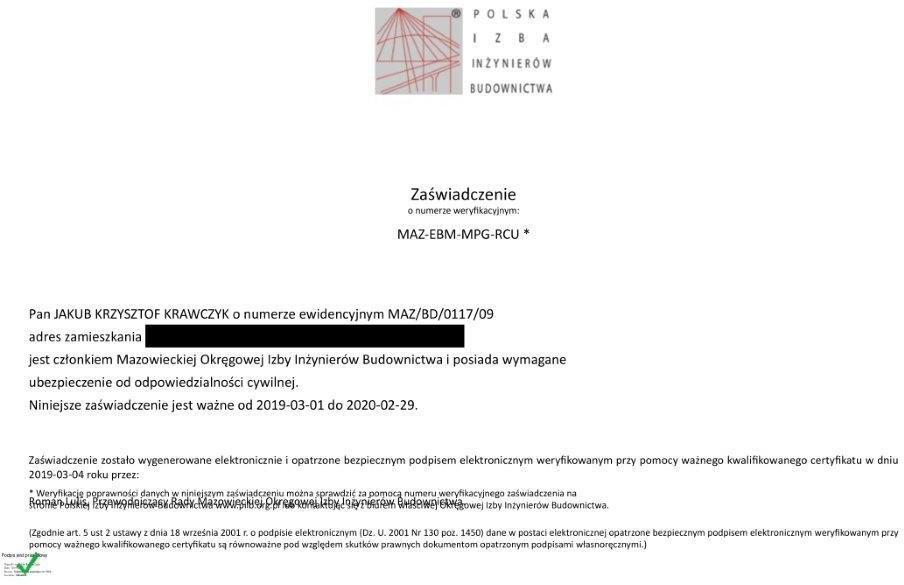 ®
POLSKA
IZBA
INŻYNIERÓW
BUDOWNICTWA
Zaświadczenie
o numerze weryfikacyjnym:
MAZ-EBM-MPG-RCU *
Pan JAKUB KRZYSZTOF KRAWCZYK o numerze ewidencyjnym MAZ/BD/0117/09
adres zamieszkania
jest członkiem Mazowieckiej Okręgowej Izby Inżynierów Budownictwa i posiada wymagane
ubezpieczenie od odpowiedzialności cywilnej.
Niniejsze zaświadczenie jest ważne od 2019-03-01 do 2020-02-29.
Zaświadczenie zostało wygenerowane elektronicznie i opatrzone bezpiecznym podpisem elektronicznym weryfikowanym przy pomocy ważnego kwalifikowanego certyfikatu w dniu
2019-03-04 roku przez:
* Weryfikację poprawności danych w niniejszym zaświadczeniu można sprawdzić za pomocą numeru weryfikacyjnego zaświadczenia na
Roman Lulis, Przewodniczący Rady Mazowieckiej Okręgowej Izby Inżynierów Budownictwa.
stronie Polskiej Izby Inżynierów Budownictwa www.piib.org.pl lub kontaktując się z biurem właściwej Okręgowej Izby Inżynierów Budownictwa.
(Zgodnie art. 5 ust 2 ustawy z dnia 18 września 2001 r. o podpisie elektronicznym (Dz. U. 2001 Nr 130 poz. 1450) dane w postaci elektronicznej opatrzone bezpiecznym podpisem elektronicznym weryfikowanym przy
pomocy ważnego kwalifikowanego certyfikatu są równoważne pod względem skutków prawnych dokumentom opatrzonym podpisami własnoręcznymi.)
Podpis jest prawidłowy